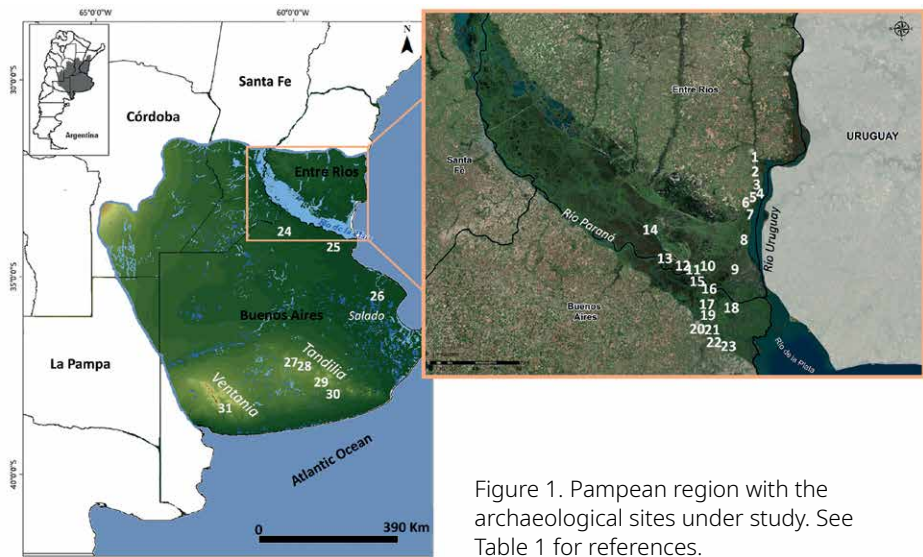 65°0'0"O
60°0'0"O
N
Santa Fe
Córdoba
Argentina
30°0'0"S
Entre Rios
24
25
35°0'0"S
26
Salado
Buenos Aires
La Pampa
Tandilia
27 28
29
30
Ventania
31
Atlantic Ocean
40°0'0"S
0
390 Km
Entre Rios
URUGUAY
Santa
Fé
1
2
3
4
5
6
7
8
Río Uruguay
Río Paraná
14
13
12
11
10
9
15
16
17
18
19
20
21
22
23
Buenos
Aires
Río de la Plata
Figure 1. Pampean region with the
archaeological sites under study. See
Table 1 for references.